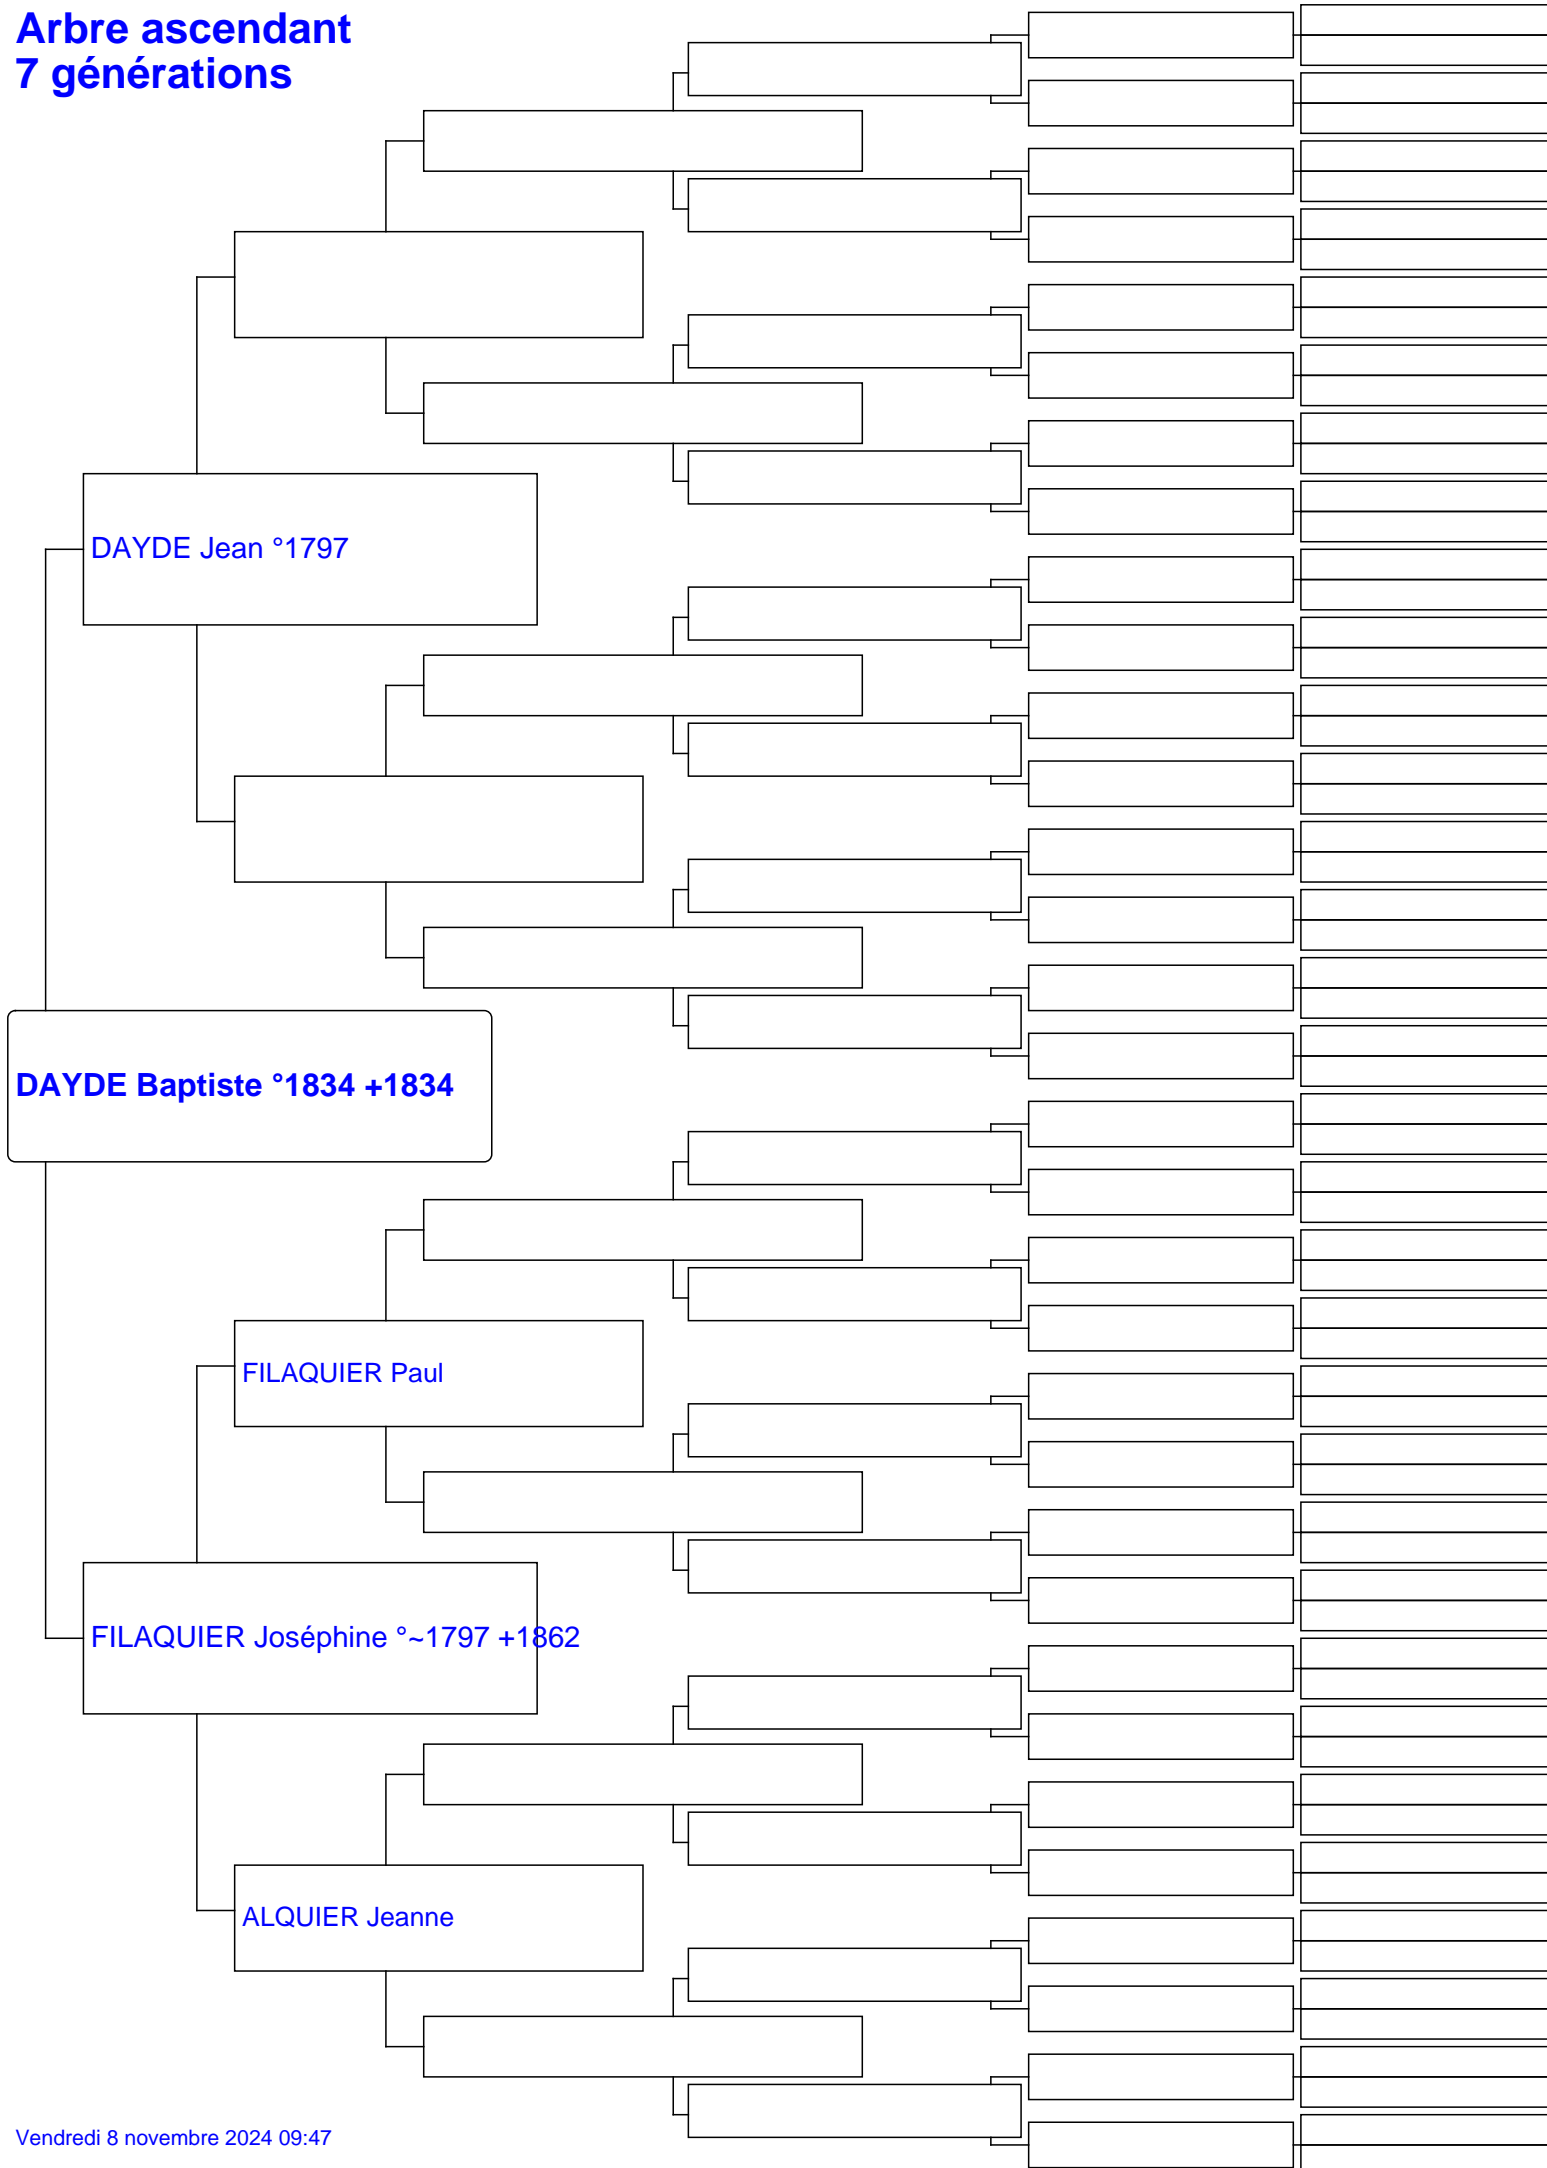 Arbre ascendant
7 générations
DAYDE Jean °1797
DAYDE Baptiste °1834 +1834
FILAQUIER Paul
FILAQUIER Joséphine °~1797 +1862
ALQUIER Jeanne
Vendredi 8 novembre 2024 09:47